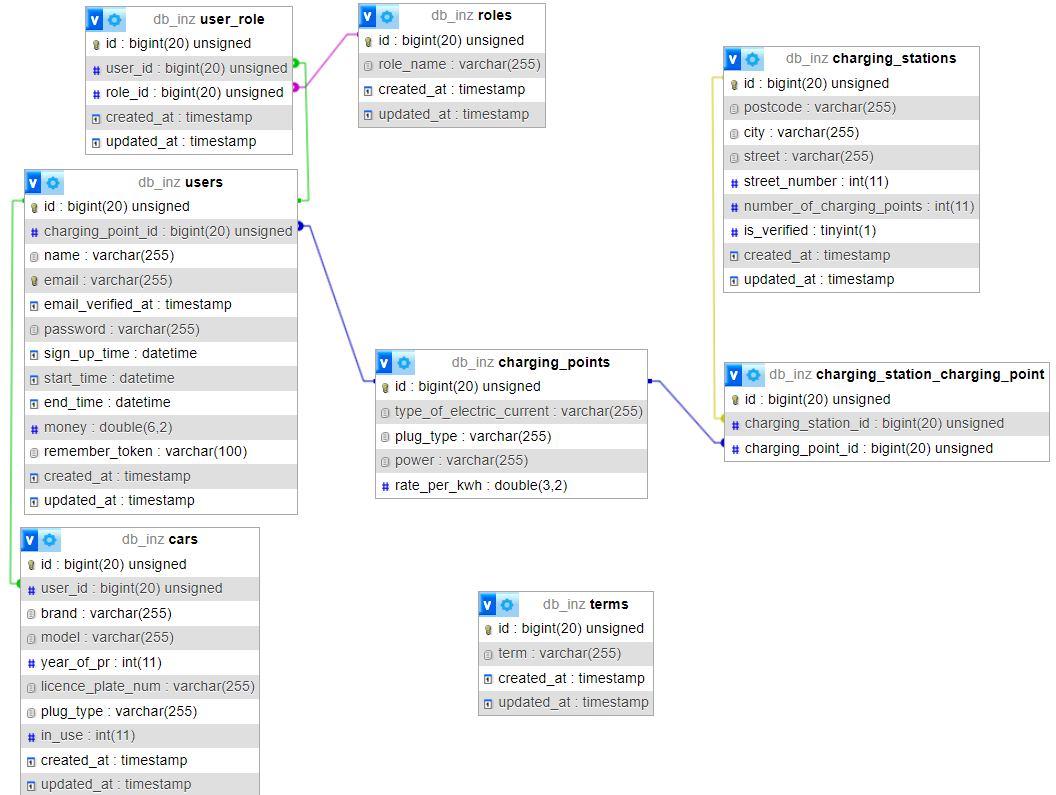 v db_inz user_role
id : bigint(20) unsigned
# user_id : bigint(20) unsigned
# role_id : bigint(20) unsigned
created_at : timestamp
updated_at : timestamp
v db_inz roles
id : bigint(20) unsigned
role_name : varchar(255)
created_at : timestamp
updated_at : timestamp
v db_inz charging_stations
id : bigint(20) unsigned
postcode : varchar(255)
city : varchar(255)
street : varchar(255)
# street_number : int(11)
# number_of_charging_points : int(11)
# is_verified : tinyint(1)
created_at : timestamp
updated_at : timestamp
v db_inz users
id : bigint(20) unsigned
# charging_point_id : bigint(20) unsigned
name : varchar(255)
email : varchar(255)
email_verified_at : timestamp
password : varchar(255)
sign_up_time : datetime
start_time : datetime
end_time : datetime
# money : double(6,2)
remember_token : varchar(100)
created_at : timestamp
updated_at : timestamp
v db_inz charging_points
id : bigint(20) unsigned
type_of_electric_current : varchar(255)
plug_type : varchar(255)
power : varchar(255)
# rate_per_kwh : double(3,2)
v db_inz charging_station_charging_point
id : bigint(20) unsigned
# charging_station_id : bigint(20) unsigned
# charging_point_id : bigint(20) unsigned
v db_inz cars
id : bigint(20) unsigned
# user_id : bigint(20) unsigned
brand : varchar(255)
model : varchar(255)
# year_of_pr : int(11)
licence_plate_num : varchar(255)
plug_type : varchar(255)
# in_use : int(11)
created_at : timestamp
updated_at : timestamp
v db_inz terms
id : bigint(20) unsigned
term : varchar(255)
created_at : timestamp
updated_at : timestamp